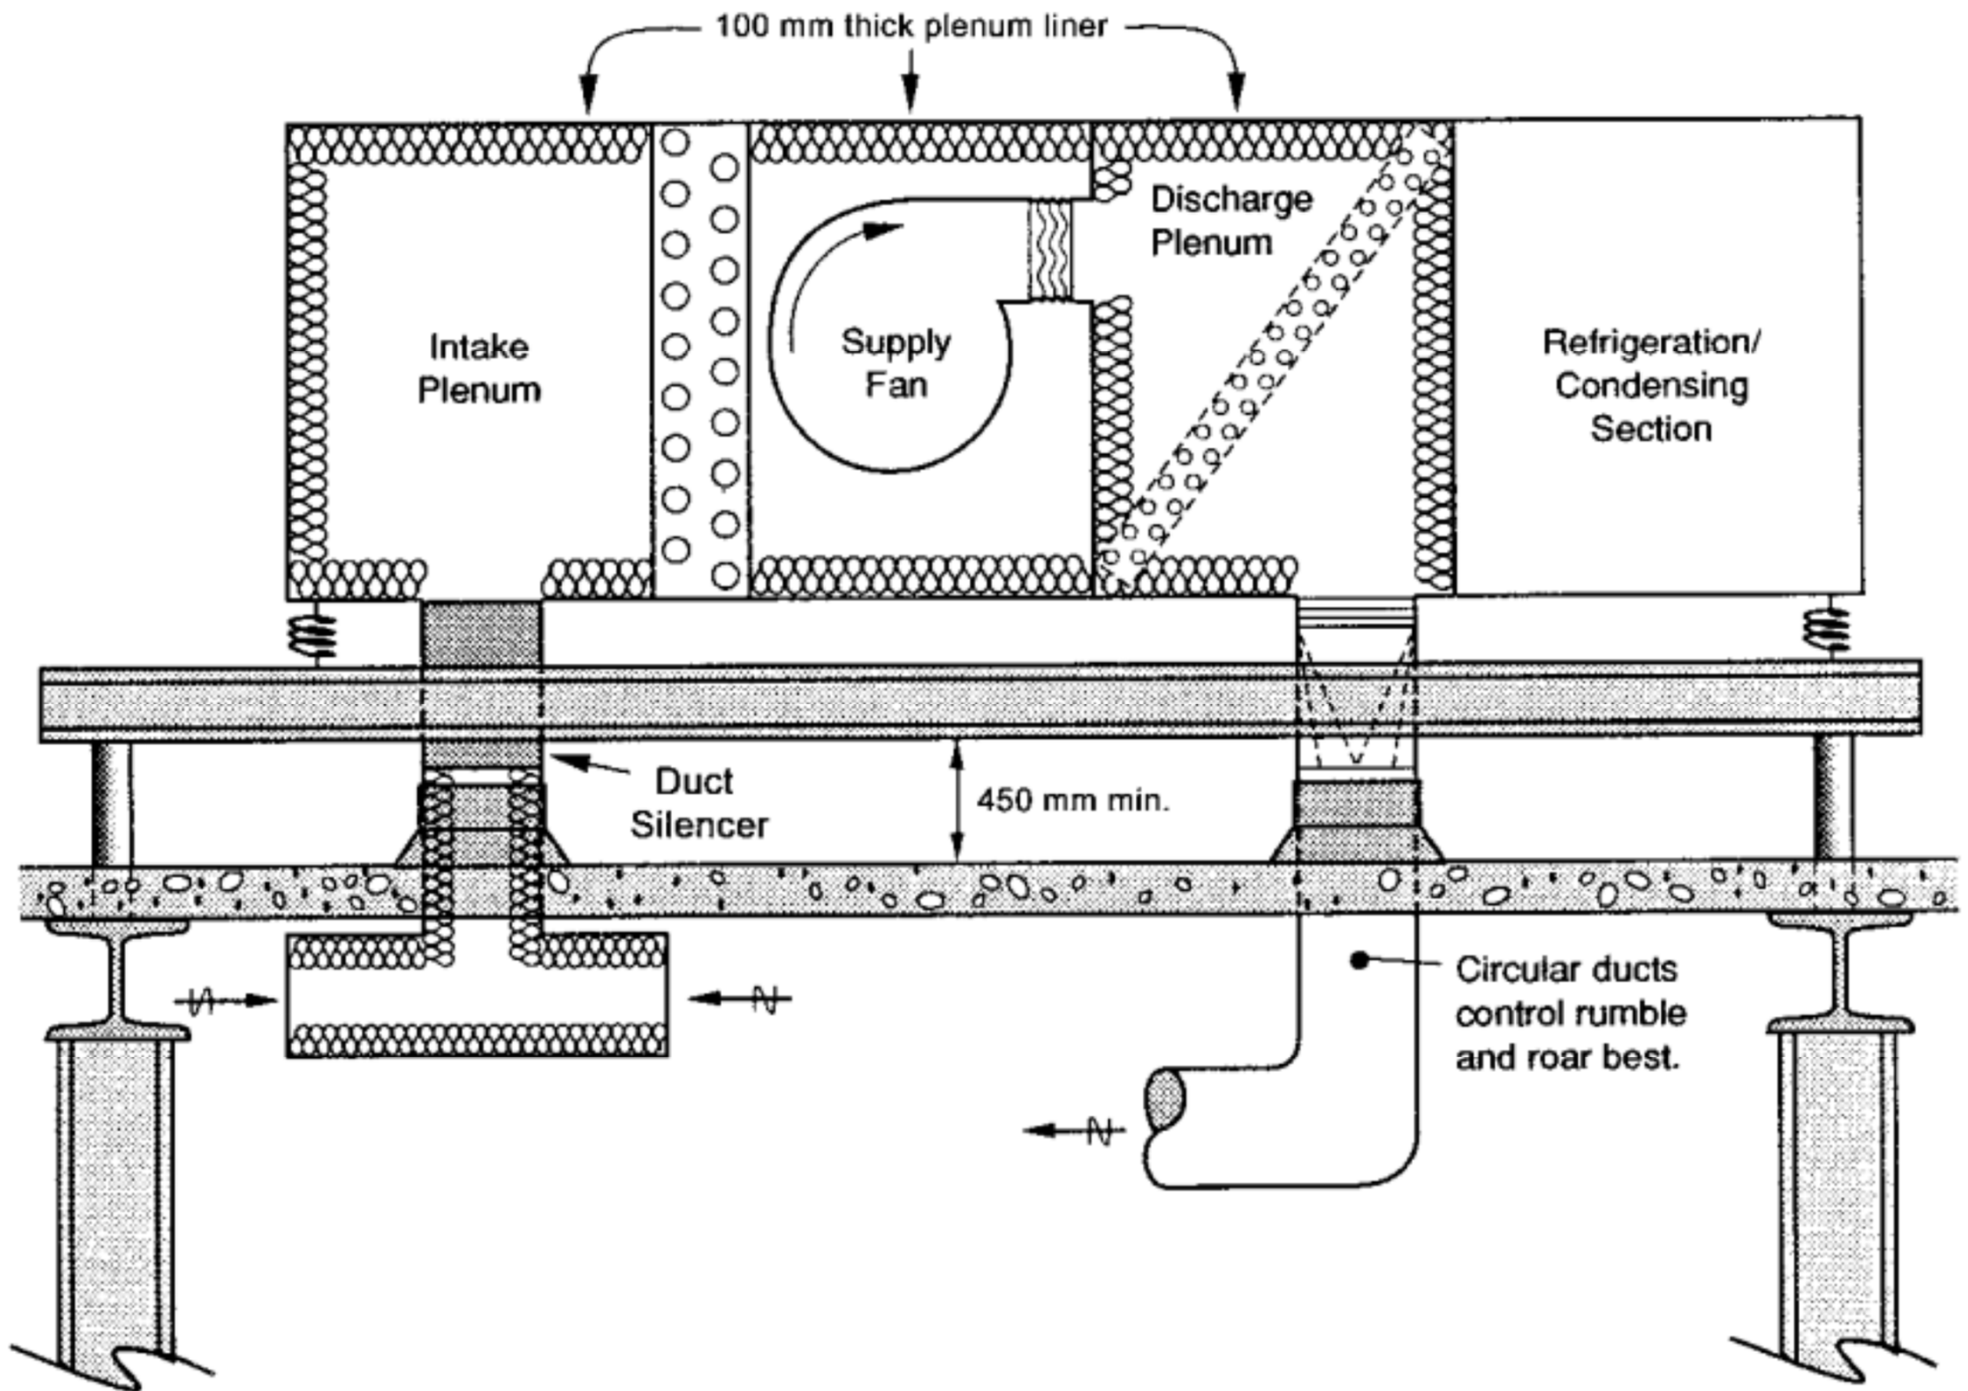 100 mm thick plenum liner
Discharge
Plenum
Intake
Plenum
Supply
Fan
Refrigeration/
Condensing
Section
Duct
Silencer
450 mm min.
Circular ducts
control rumble
and roar best.